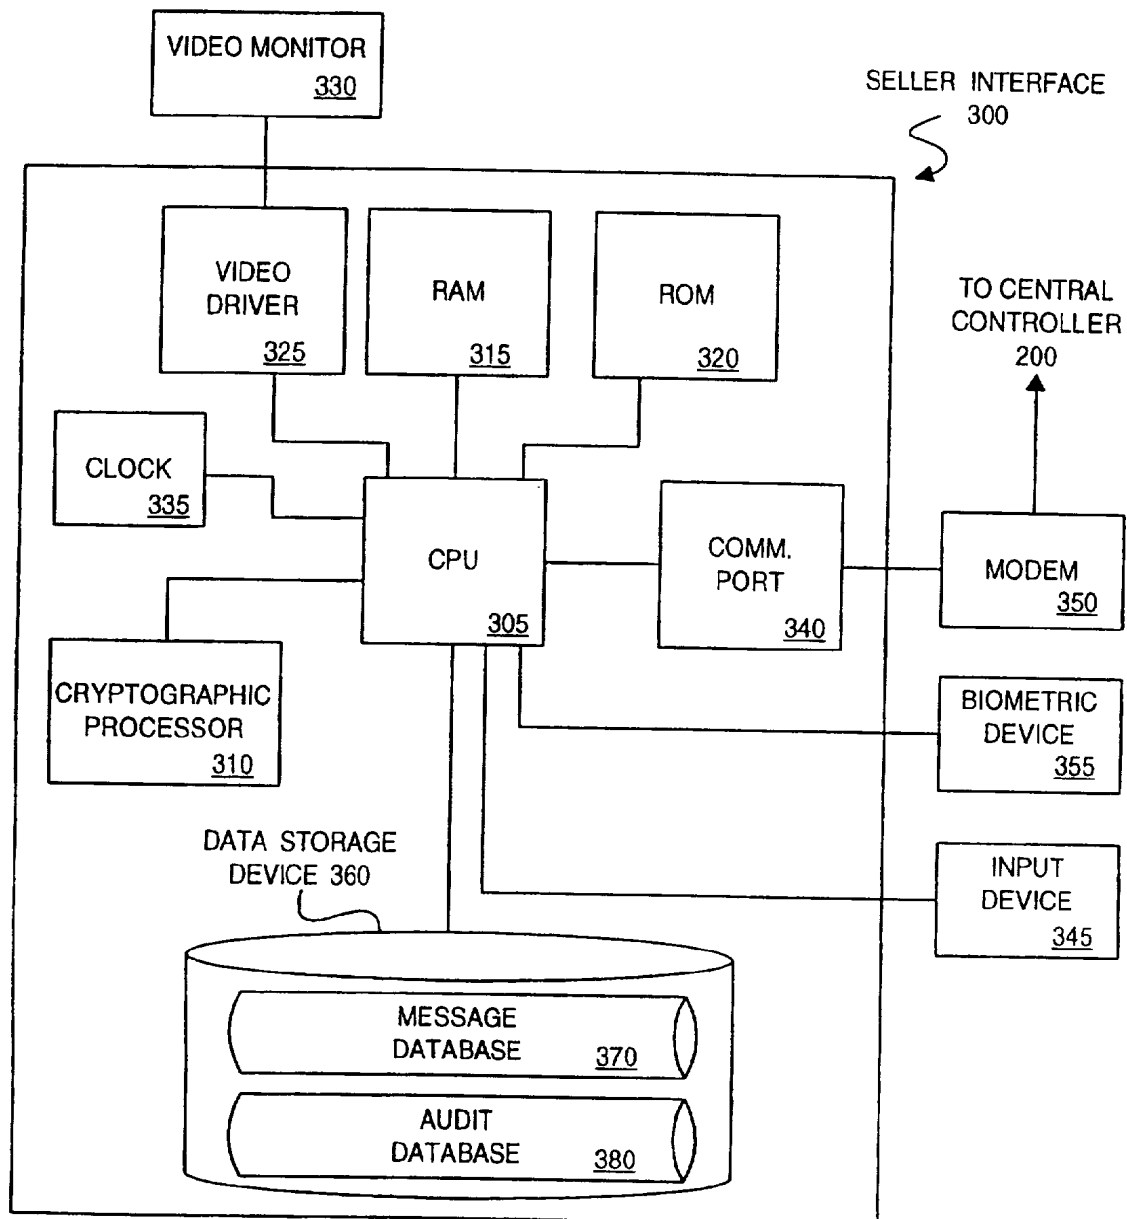 VIDEO MONITOR
330
SELLER INTERFACE
300
VIDEO
DRIVER
325
RAM
315
ROM
320
TO CENTRAL
CONTROLLER
200
CLOCK
335
CPU
305
COMM.
PORT
340
MODEM
350
CRYPTOGRAPHIC
PROCESSOR
310
BIOMETRIC
DEVICE
355
DATA STORAGE
DEVICE 360
INPUT
DEVICE
345
MESSAGE
DATABASE
370
AUDIT
DATABASE
380